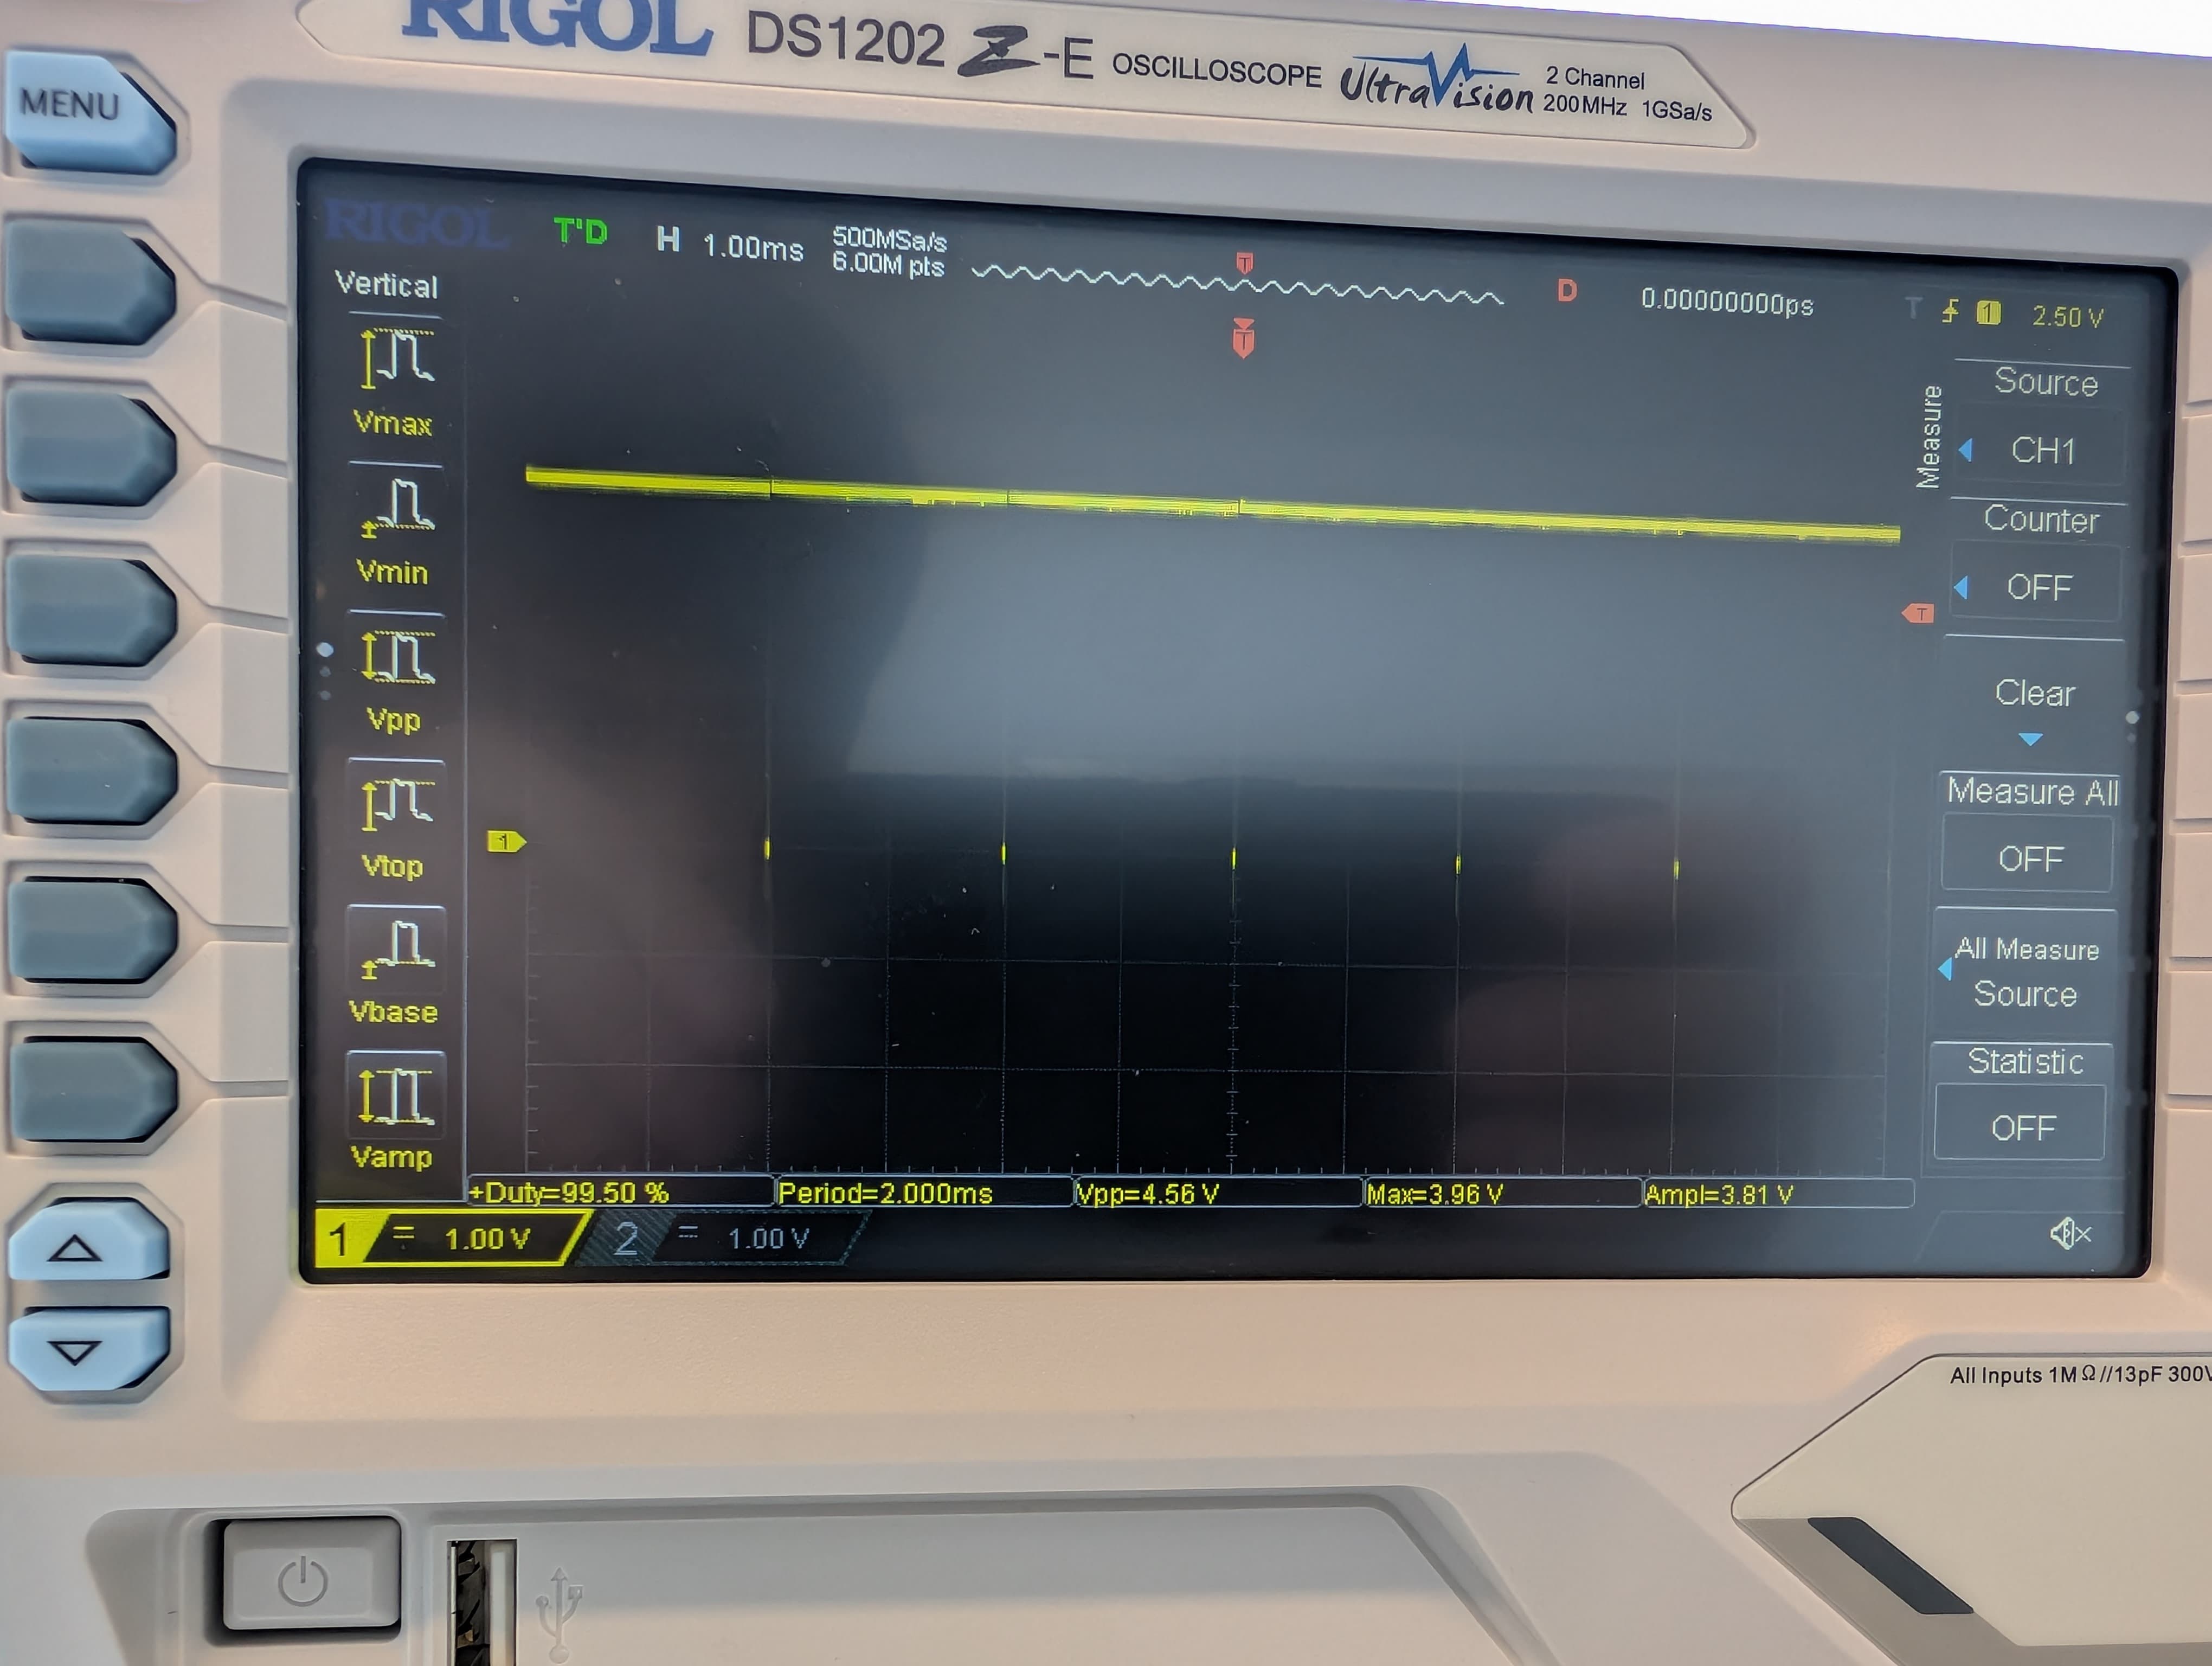 RIGOL DS1202 Z-E OSCILLOSCOPE UltraVision 2 Channel
200MHz 1GSa/s
MENU
RIGOL T'D H 1.00ms 500MSa/s
6.00M pts
T
D 0.00000000ps T 1 2.50 V
Vertical
T
Vmax
Vmin
Vpp
Vtop
Vbase
Vamp
1
T
Measure
Source
CH1
Counter
OFF
Clear
Measure All
OFF
All Measure
Source
Statistic
OFF
+Duty=99.50 % Period=2.000ms Vpp=4.56 V Max=3.96 V Ampl=3.81 V
1 = 1.00 V 2 = 1.00 V
All Inputs 1MΩ//13pF 300V